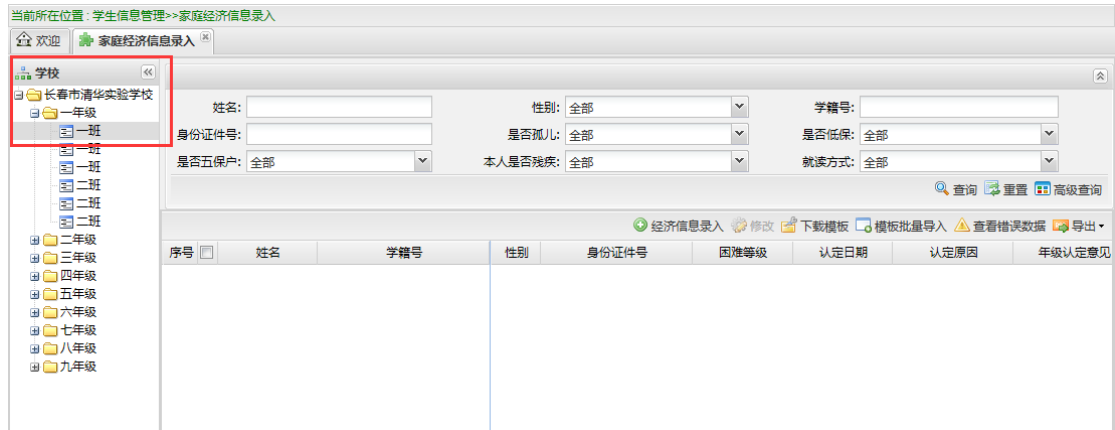 当前所在位置 : 学生信息管理>>家庭经济信息录入
欢迎 家庭经济信息录入
学校
长春市清华实验学校
一年级
一班
一班
一班
二班
二班
二班
二年级
三年级
四年级
五年级
六年级
七年级
八年级
九年级
姓名: 性别: 全部 学籍号:
身份证件号: 是否孤儿: 全部 是否低保: 全部
是否五保户: 全部 本人是否残疾: 全部 就读方式: 全部
查询 重置 高级查询
经济信息录入 修改 下载模板 模板批量导入 查看错误数据 导出
序号 姓名 学籍号 性别 身份证件号 困难等级 认定日期 认定原因 年级认定意见